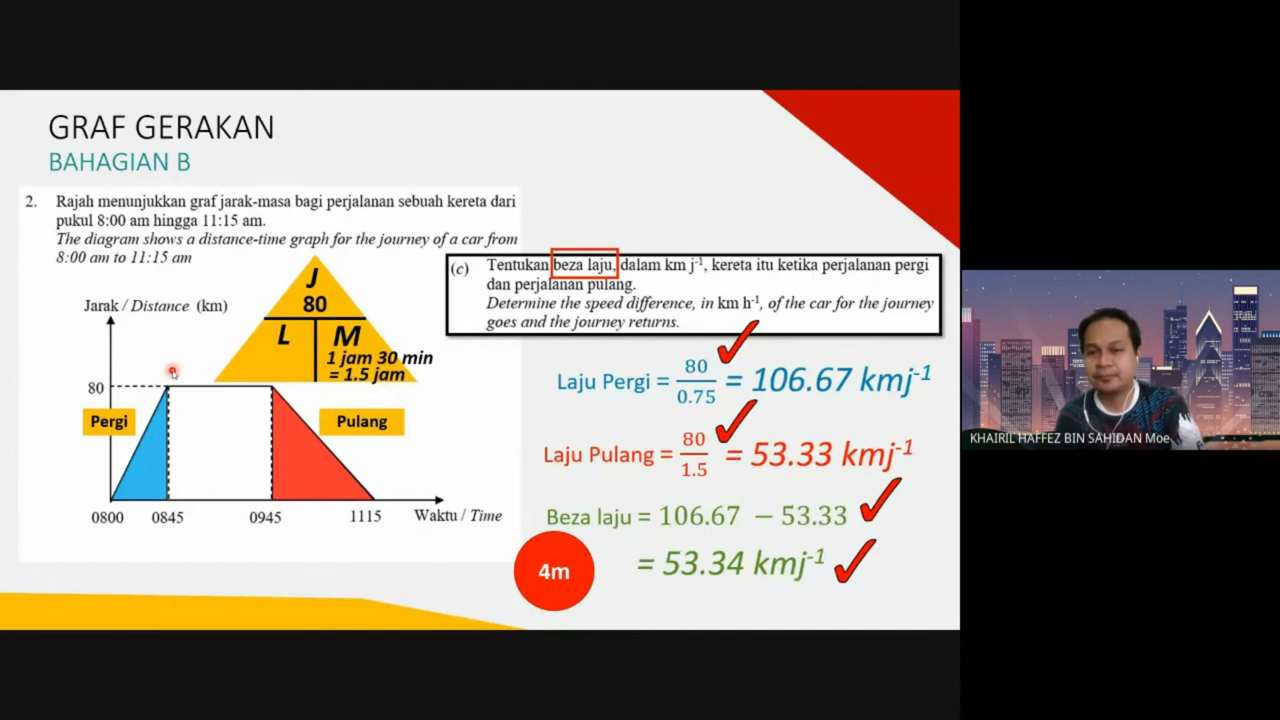 GRAF GERAKAN
BAHAGIAN B
2. Rajah menunjukkan graf jarak-masa bagi perjalanan sebuah kereta dari
pukul 8:00 am hingga 11:15 am.
The diagram shows a distance-time graph for the journey of a car from
8:00 am to 11:15 am
Jarak / Distance (km)
J
80
L M
1 jam 30 min
= 1.5 jam
80
Pergi
Pulang
0800 0845 0945 1115 Waktu / Time
(c) Tentukan beza laju, dalam km j⁻¹, kereta itu ketika perjalanan pergi
dan perjalanan pulang.
Determine the speed difference, in km h⁻¹, of the car for the journey
goes and the journey returns.
Laju Pergi = 80/0.75 = 106.67 kmj⁻¹
Laju Pulang = 80/1.5 = 53.33 kmj⁻¹
Beza laju = 106.67 − 53.33
= 53.34 kmj⁻¹
4m
KHAIRIL HAFFEZ BIN SAHIDAN Moe